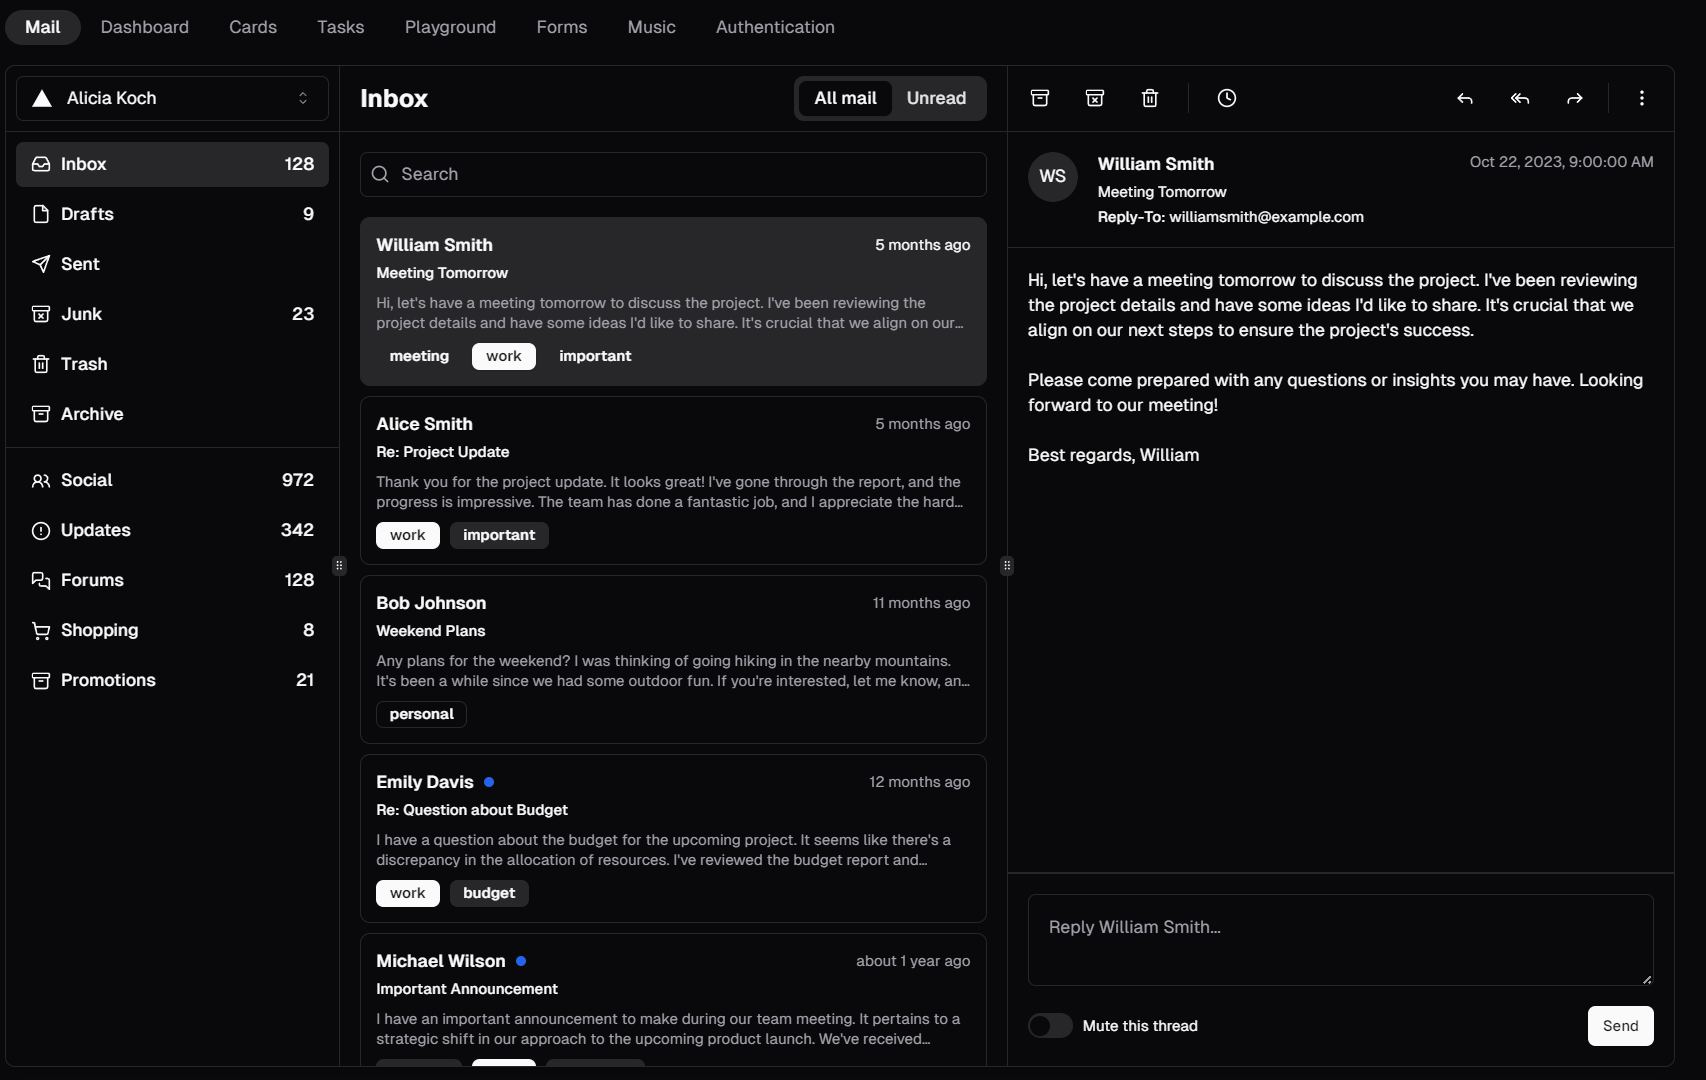 Mail
Dashboard
Cards
Tasks
Playground
Forms
Music
Authentication
Alicia Koch
Inbox 128
Drafts 9
Sent
Junk 23
Trash
Archive
Social 972
Updates 342
Forums 128
Shopping 8
Promotions 21
Inbox
All mail
Unread
Search
William Smith 5 months ago
Meeting Tomorrow
Hi, let's have a meeting tomorrow to discuss the project. I've been reviewing the
project details and have some ideas I'd like to share. It's crucial that we align on our…
meeting work important
Alice Smith 5 months ago
Re: Project Update
Thank you for the project update. It looks great! I've gone through the report, and the
progress is impressive. The team has done a fantastic job, and I appreciate the hard…
work important
Bob Johnson 11 months ago
Weekend Plans
Any plans for the weekend? I was thinking of going hiking in the nearby mountains.
It's been a while since we had some outdoor fun. If you're interested, let me know, an…
personal
Emily Davis 12 months ago
Re: Question about Budget
I have a question about the budget for the upcoming project. It seems like there's a
discrepancy in the allocation of resources. I've reviewed the budget report and…
work budget
Michael Wilson about 1 year ago
Important Announcement
I have an important announcement to make during our team meeting. It pertains to a
strategic shift in our approach to the upcoming product launch. We've received…
WS
William Smith Oct 22, 2023, 9:00:00 AM
Meeting Tomorrow
Reply-To: williamsmith@example.com
Hi, let's have a meeting tomorrow to discuss the project. I've been reviewing
the project details and have some ideas I'd like to share. It's crucial that we
align on our next steps to ensure the project's success.
Please come prepared with any questions or insights you may have. Looking
forward to our meeting!
Best regards, William
Reply William Smith...
Mute this thread
Send